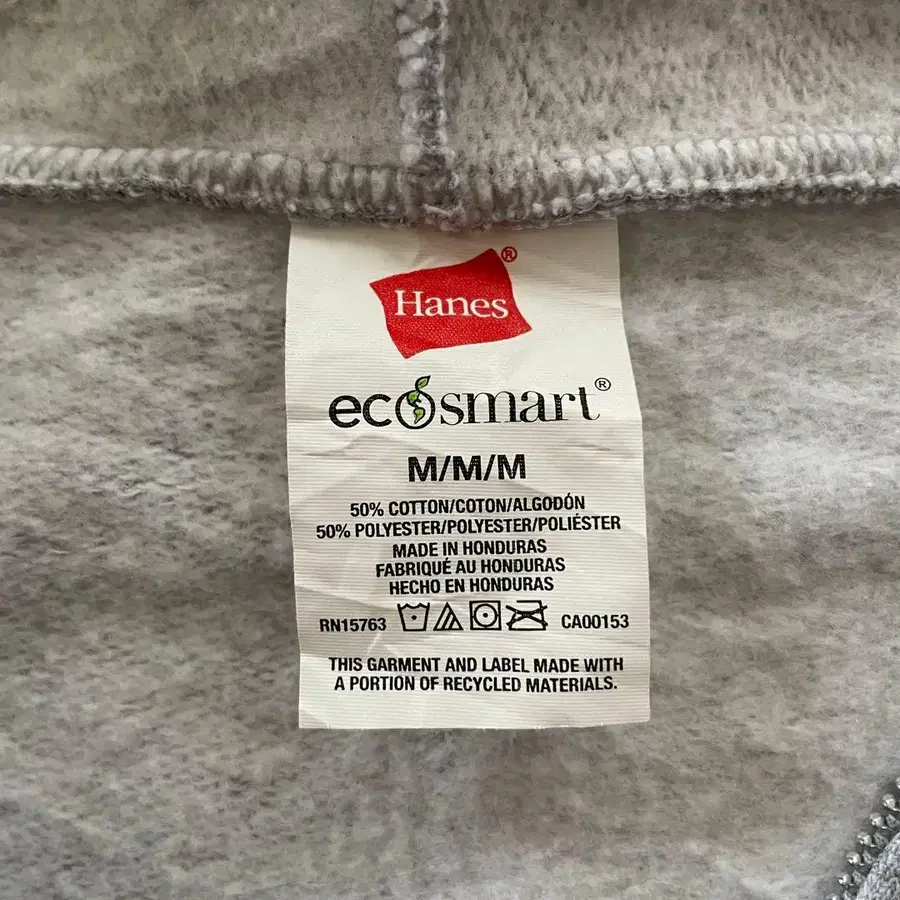 Hanes®
ecosmart®
M/M/M
50% COTTON/COTON/ALGODÓN
50% POLYESTER/POLYESTER/POLIÉSTER
MADE IN HONDURAS
FABRIQUÉ AU HONDURAS
HECHO EN HONDURAS
RN15763 CA00153
THIS GARMENT AND LABEL MADE WITH
A PORTION OF RECYCLED MATERIALS.